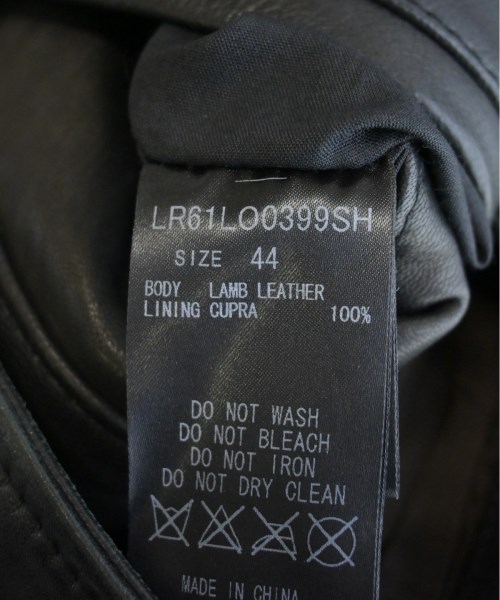 LR61LO0399SH
SIZE 44
BODY LAMB LEATHER
LINING CUPRA 100%
DO NOT WASH
DO NOT BLEACH
DO NOT IRON
DO NOT DRY CLEAN
MADE IN CHINA